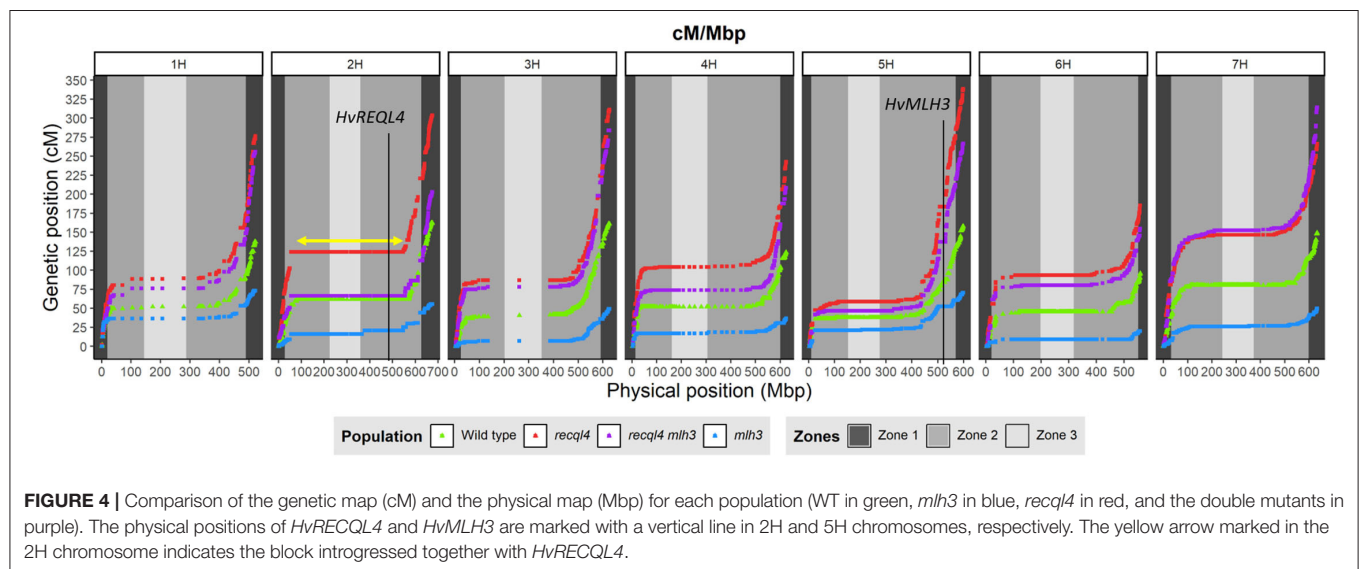 cM/Mbp
1H 2H 3H 4H 5H 6H 7H
Genetic position (cM)
350
325
300
275
250
225
200
175
150
125
100
75
50
25
0
HvREQL4
HvMLH3
0 100 200 300 400 500 0 100 200 300 400 500 600 700 0 100 200 300 400 500 600 0 100 200 300 400 500 600 0 100 200 300 400 500 600 0 100 200 300 400 500 0 100 200 300 400 500 600
Physical position (Mbp)
Population Wild type recql4 recql4 mlh3 mlh3 Zones Zone 1 Zone 2 Zone 3
FIGURE 4 | Comparison of the genetic map (cM) and the physical map (Mbp) for each population (WT in green, mlh3 in blue, recql4 in red, and the double mutants in
purple). The physical positions of HvRECQL4 and HvMLH3 are marked with a vertical line in 2H and 5H chromosomes, respectively. The yellow arrow marked in the
2H chromosome indicates the block introgressed together with HvRECQL4.